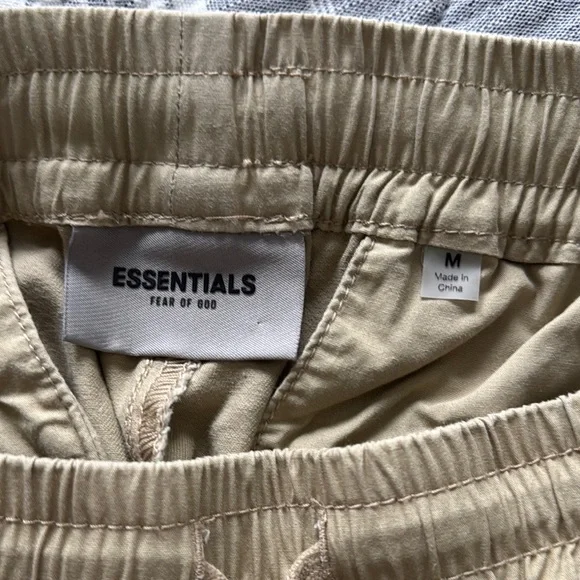 ESSENTIALS
FEAR OF GOD
M
Made in
China